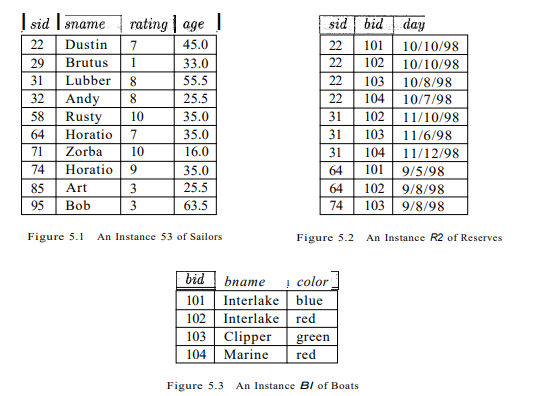 sid sname rating age
22 Dustin 7 45.0
29 Brutus 1 33.0
31 Lubber 8 55.5
32 Andy 8 25.5
58 Rusty 10 35.0
64 Horatio 7 35.0
71 Zorba 10 16.0
74 Horatio 9 35.0
85 Art 3 25.5
95 Bob 3 63.5
Figure 5.1 An Instance 53 of Sailors
sid bid day
22 101 10/10/98
22 102 10/10/98
22 103 10/8/98
22 104 10/7/98
31 102 11/10/98
31 103 11/6/98
31 104 11/12/98
64 101 9/5/98
64 102 9/8/98
74 103 9/8/98
Figure 5.2 An Instance R2 of Reserves
bid bname color
101 Interlake blue
102 Interlake red
103 Clipper green
104 Marine red
Figure 5.3 An Instance BI of Boats